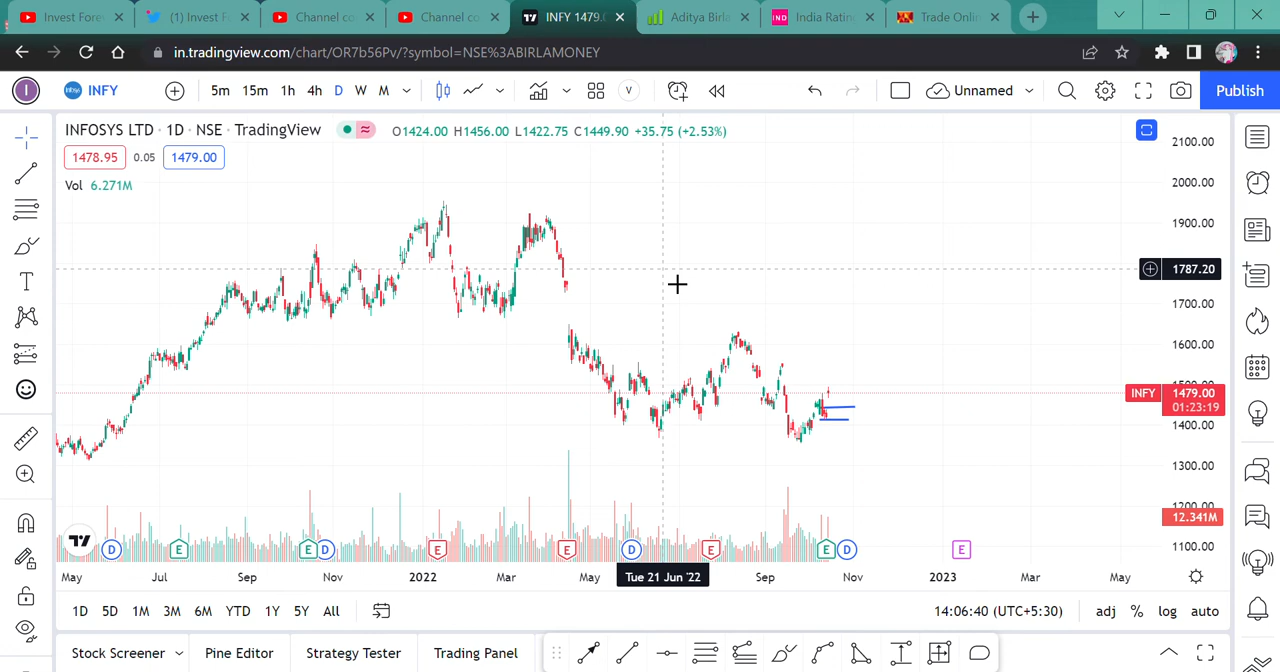 Invest Fore
(1) Invest F
Channel co
Channel co
INFY 1479.
Aditya Birla
India Ratin
Trade Onlin
in.tradingview.com/chart/OR7b56Pv/?symbol=NSE%3ABIRLAMONEY
I
INFY
5m 15m 1h 4h D W M
V
Unnamed
Publish
INFOSYS LTD · 1D · NSE · TradingView
O1424.00 H1456.00 L1422.75 C1449.90 +35.75 (+2.53%)
1478.95 0.05 1479.00
Vol 6.271M
2100.00
2000.00
1900.00
1787.20
1700.00
1600.00
INFY 1479.00
01:23:19
1400.00
1300.00
12.341M
1100.00
D E E D E E D E E D E
May Jul Sep Nov 2022 Mar May Tue 21 Jun '22 Sep Nov 2023 Mar May
1D 5D 1M 3M 6M YTD 1Y 5Y All
14:06:40 (UTC+5:30) adj % log auto
Stock Screener Pine Editor Strategy Tester Trading Panel